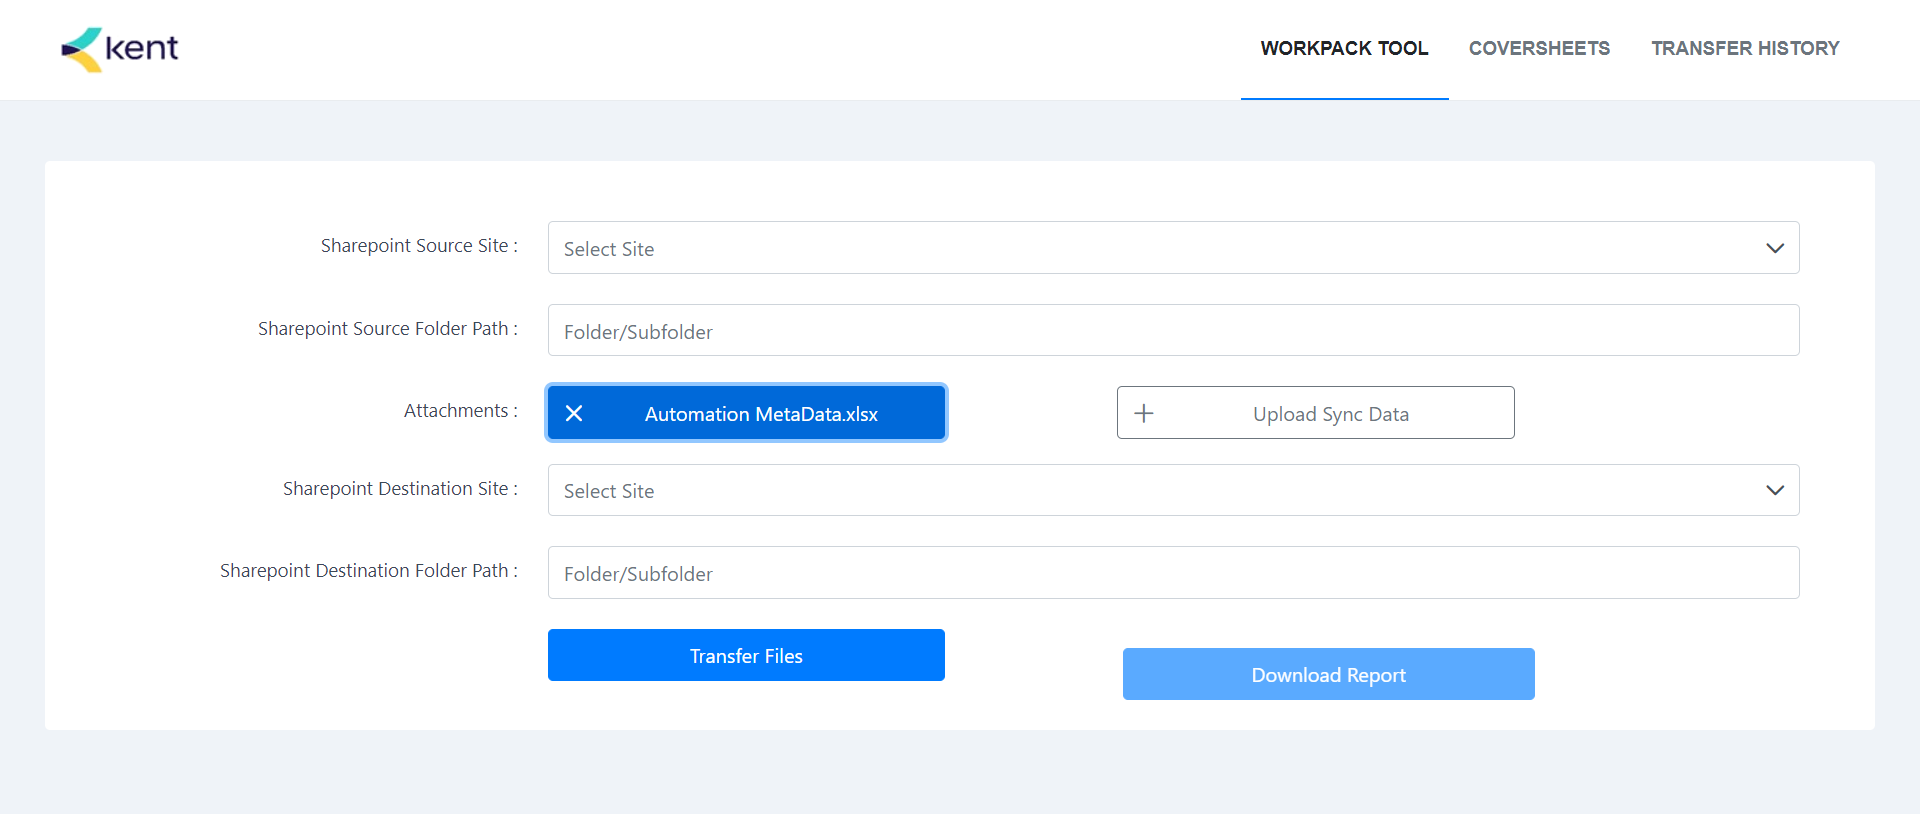 kent
WORKPACK TOOL
COVERSHEETS
TRANSFER HISTORY
Sharepoint Source Site :
Select Site
Sharepoint Source Folder Path :
Folder/Subfolder
Attachments :
Automation MetaData.xlsx
Upload Sync Data
Sharepoint Destination Site :
Select Site
Sharepoint Destination Folder Path :
Folder/Subfolder
Transfer Files
Download Report